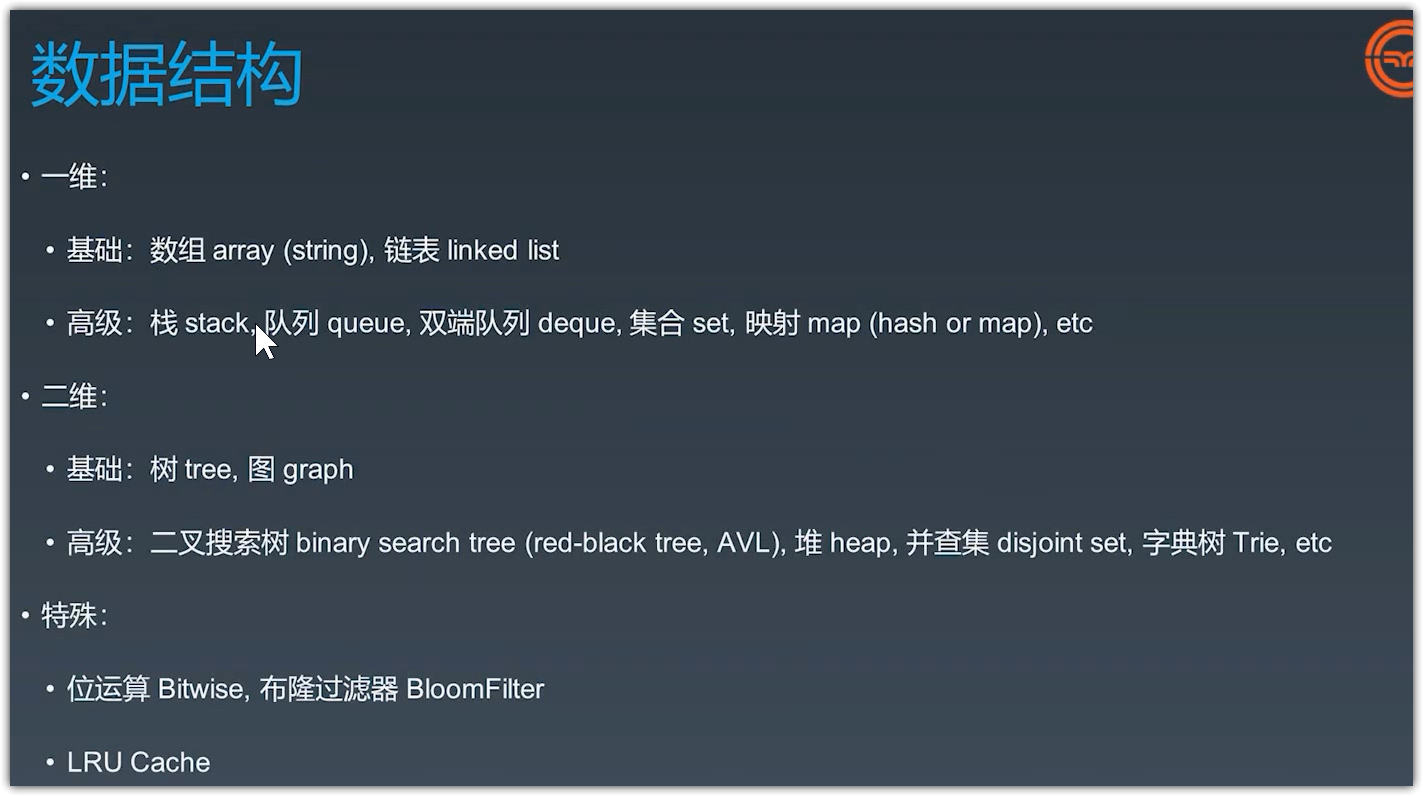 数据结构
• 一维：
• 基础：数组 array (string), 链表 linked list
• 高级：栈 stack, 队列 queue, 双端队列 deque, 集合 set, 映射 map (hash or map), etc
• 二维：
• 基础：树 tree, 图 graph
• 高级：二叉搜索树 binary search tree (red-black tree, AVL), 堆 heap, 并查集 disjoint set, 字典树 Trie, etc
• 特殊：
• 位运算 Bitwise, 布隆过滤器 BloomFilter
• LRU Cache